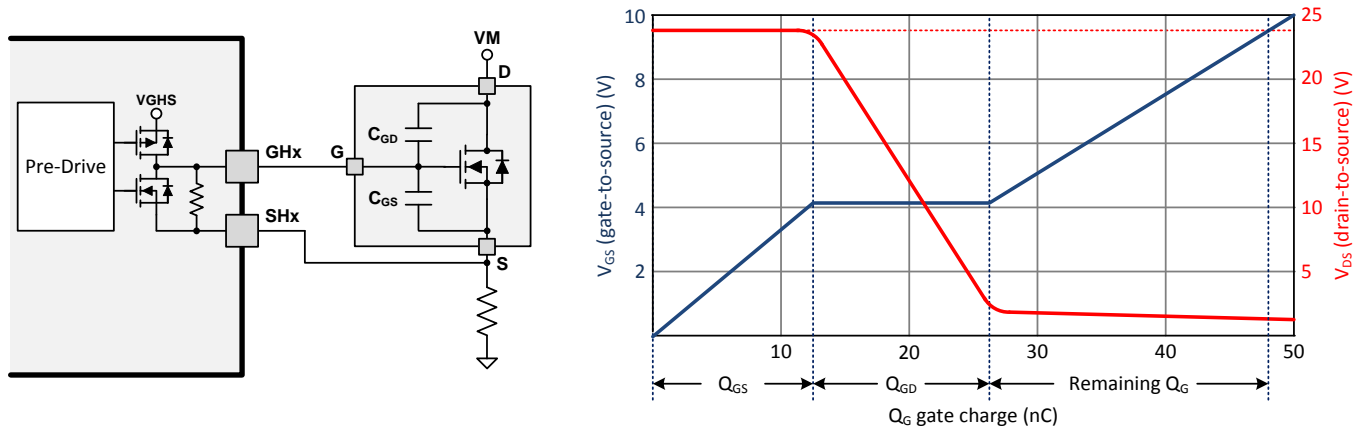 VM
D
VGHS
Pre-Drive
GHx
G
CGD
CGS
SHx
S
VGS (gate-to-source) (V)
10
8
6
4
2
25
20
15
10
5
VDS (drain-to-source) (V)
10
20
30
40
50
QGS
QGD
Remaining QG
QG gate charge (nC)